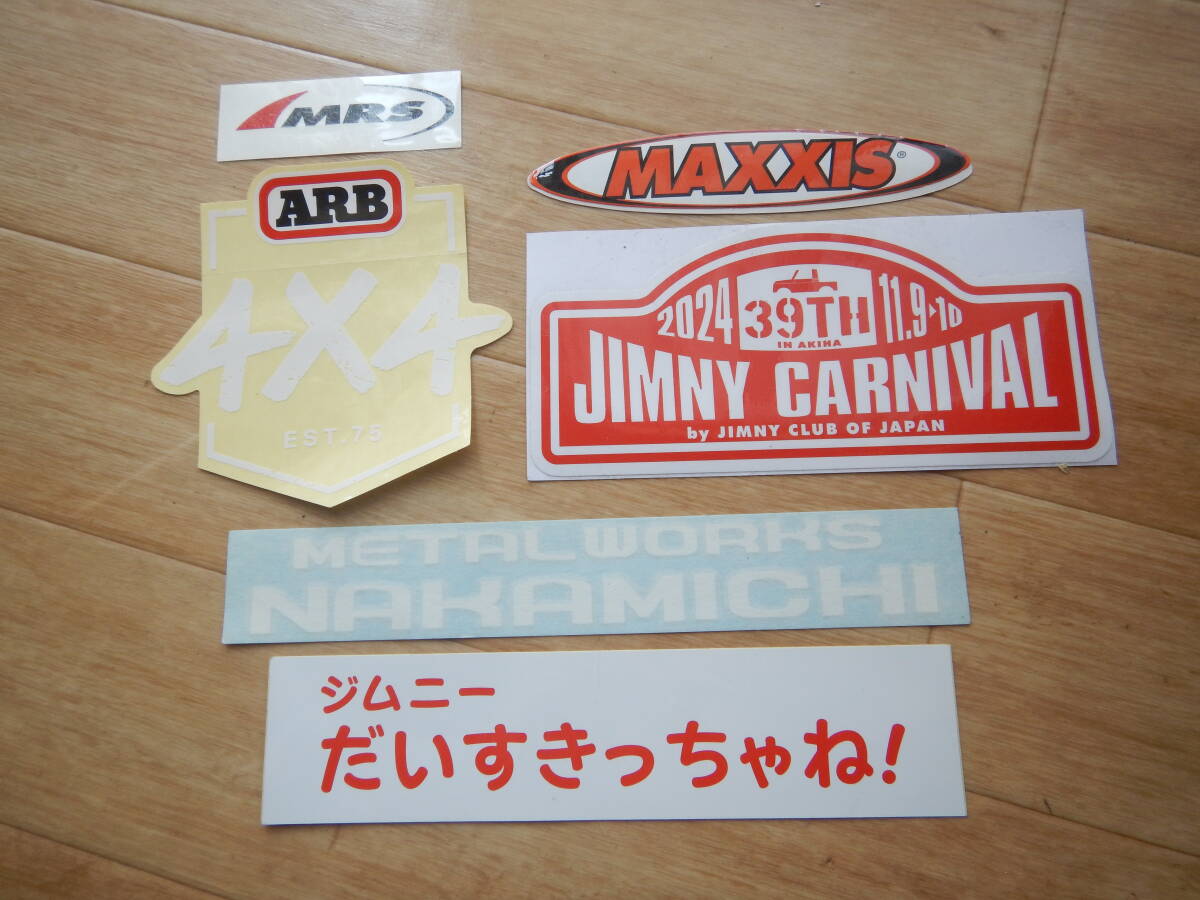 MRS
ARB
4X4
EST.75
MAXXIS®
2024 39TH 11.9▸10
IN AKIHA
JIMNY CARNIVAL
by JIMNY CLUB OF JAPAN
METALWORKS
NAKAMICHI
ジムニー
だいすきっちゃね!